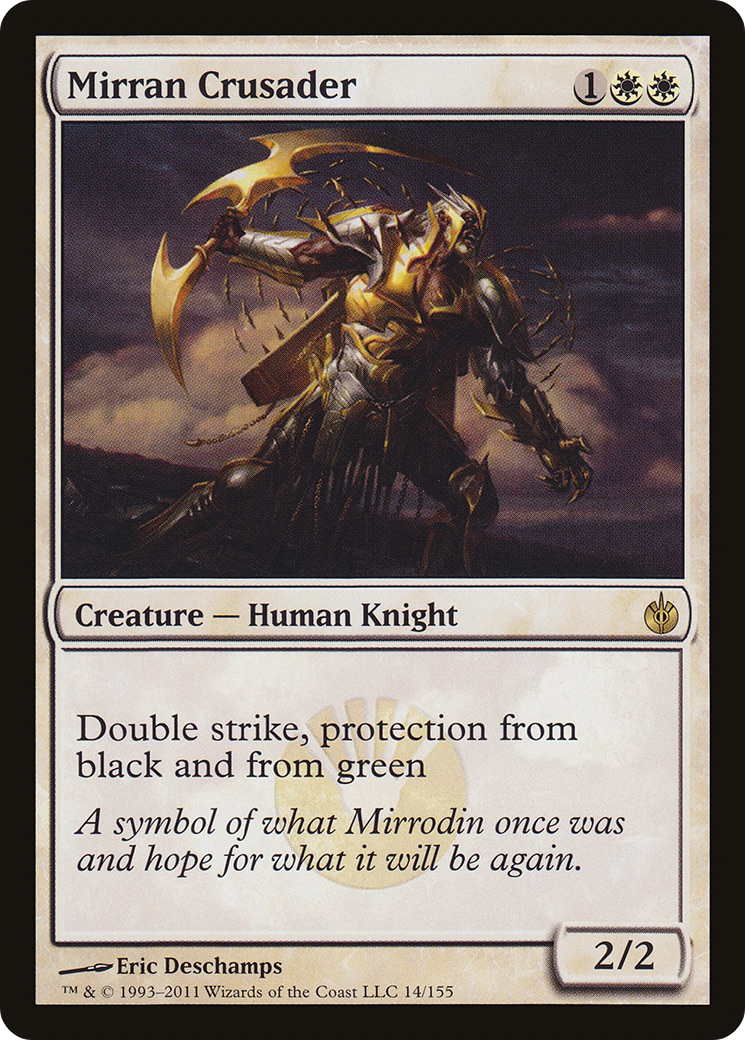 Mirran Crusader 1
Creature — Human Knight
Double strike, protection from
black and from green
A symbol of what Mirrodin once was
and hope for what it will be again.
2/2
Eric Deschamps
™ & © 1993–2011 Wizards of the Coast LLC 14/155